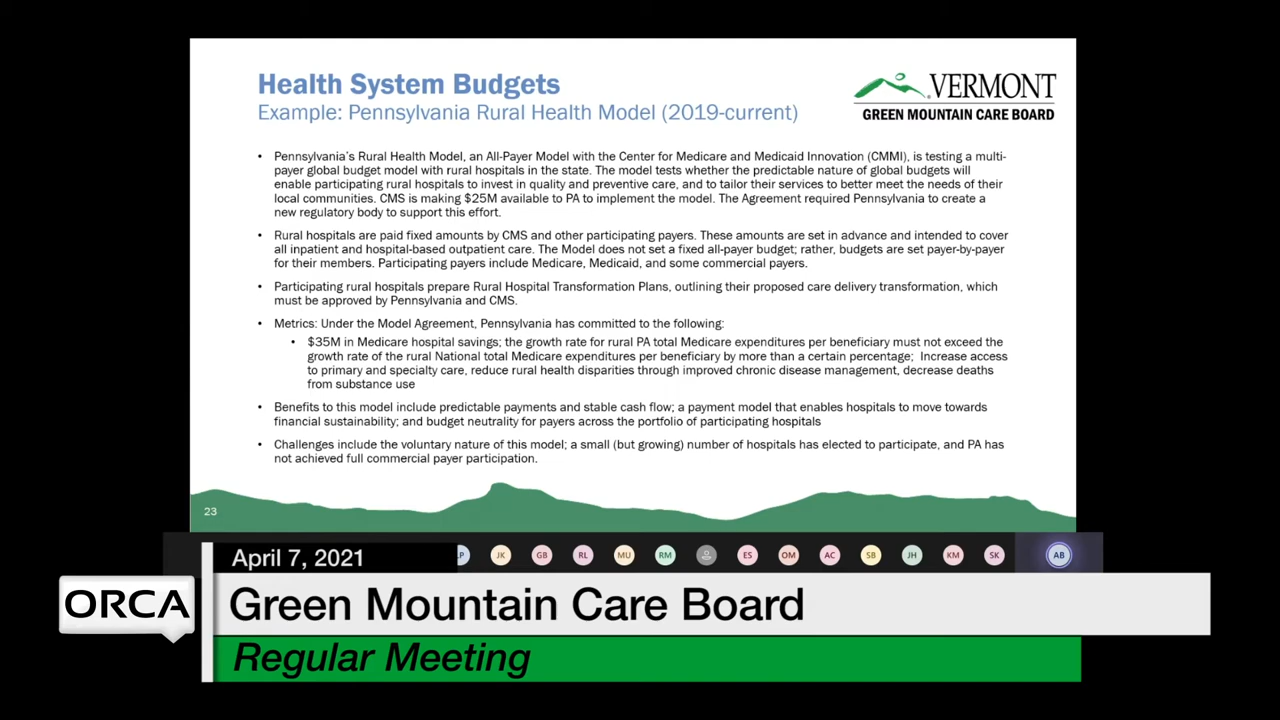 Health System Budgets
Example: Pennsylvania Rural Health Model (2019-current)
VERMONT
GREEN MOUNTAIN CARE BOARD
• Pennsylvania's Rural Health Model, an All-Payer Model with the Center for Medicare and Medicaid Innovation (CMMI), is testing a multi-
payer global budget model with rural hospitals in the state. The model tests whether the predictable nature of global budgets will
enable participating rural hospitals to invest in quality and preventive care, and to tailor their services to better meet the needs of their
local communities. CMS is making $25M available to PA to implement the model. The Agreement required Pennsylvania to create a
new regulatory body to support this effort.
• Rural hospitals are paid fixed amounts by CMS and other participating payers. These amounts are set in advance and intended to cover
all inpatient and hospital-based outpatient care. The Model does not set a fixed all-payer budget; rather, budgets are set payer-by-payer
for their members. Participating payers include Medicare, Medicaid, and some commercial payers.
• Participating rural hospitals prepare Rural Hospital Transformation Plans, outlining their proposed care delivery transformation, which
must be approved by Pennsylvania and CMS.
• Metrics: Under the Model Agreement, Pennsylvania has committed to the following:
• $35M in Medicare hospital savings; the growth rate for rural PA total Medicare expenditures per beneficiary must not exceed the
growth rate of the rural National total Medicare expenditures per beneficiary by more than a certain percentage; Increase access
to primary and specialty care, reduce rural health disparities through improved chronic disease management, decrease deaths
from substance use
• Benefits to this model include predictable payments and stable cash flow; a payment model that enables hospitals to move towards
financial sustainability; and budget neutrality for payers across the portfolio of participating hospitals
• Challenges include the voluntary nature of this model; a small (but growing) number of hospitals has elected to participate, and PA has
not achieved full commercial payer participation.
23
JK GB RL MU RM ES OM AC SB JH KM SK AB
April 7, 2021
ORCA
Green Mountain Care Board
Regular Meeting